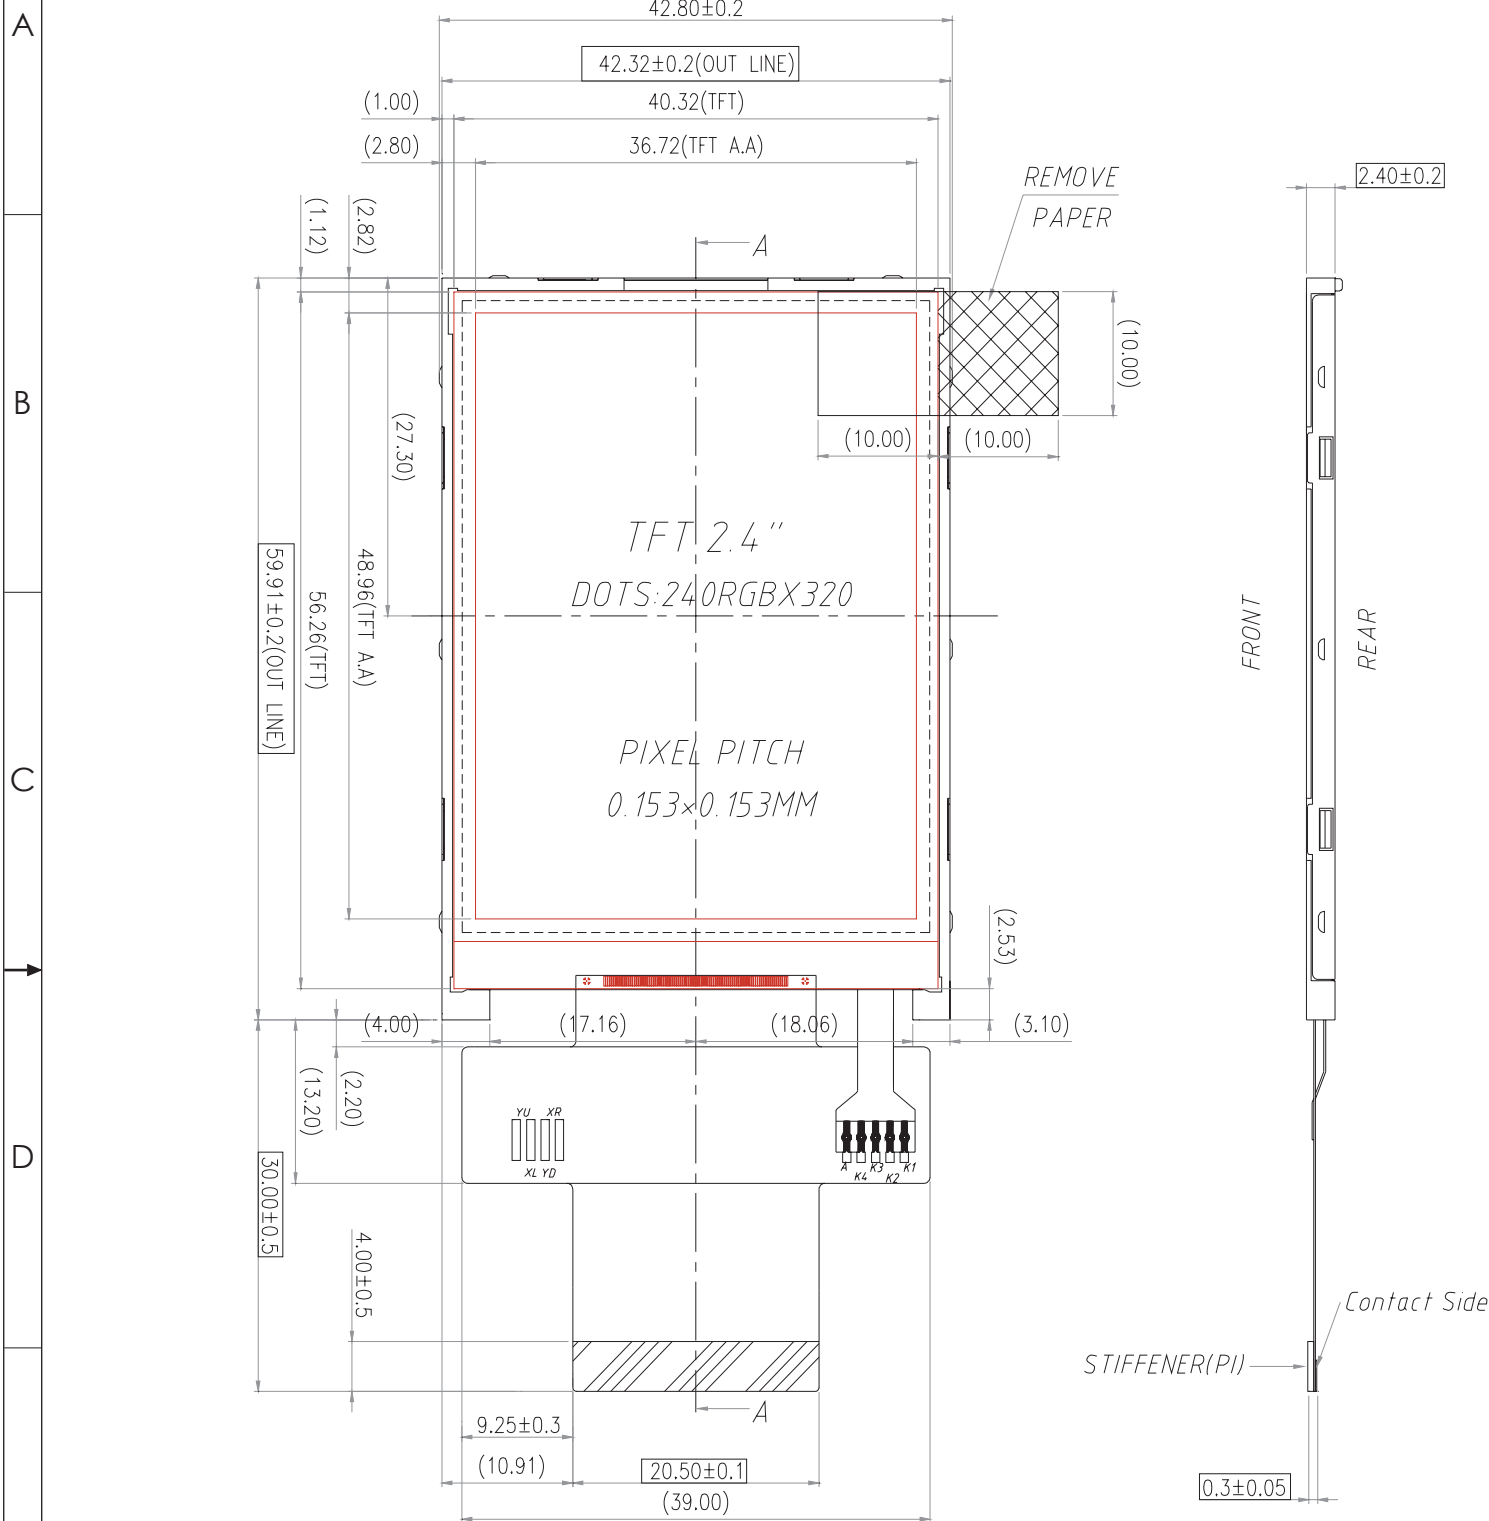 42.80±0.2
A
42.32±0.2(OUT LINE)
(1.00)
40.32(TFT)
(2.80)
36.72(TFT A.A)
REMOVE
PAPER
2.40±0.2
(1.12)
(2.82)
A
B
(10.00)
(27.30)
(10.00)
(10.00)
TFT 2.4"
DOTS:240RGBX320
59.91±0.2(OUT LINE)
56.26(TFT)
48.96(TFT A.A)
FRONT
REAR
C
PIXEL PITCH
0.153×0.153MM
(2.53)
(4.00)
(17.16)
(18.06)
(3.10)
(13.20)
(2.20)
YU XR
XL YD
D
A K3 K1
K4 K2
30.00±0.5
4.00±0.5
Contact Side
STIFFENER(PI)
A
9.25±0.3
(10.91)
20.50±0.1
0.3±0.05
(39.00)